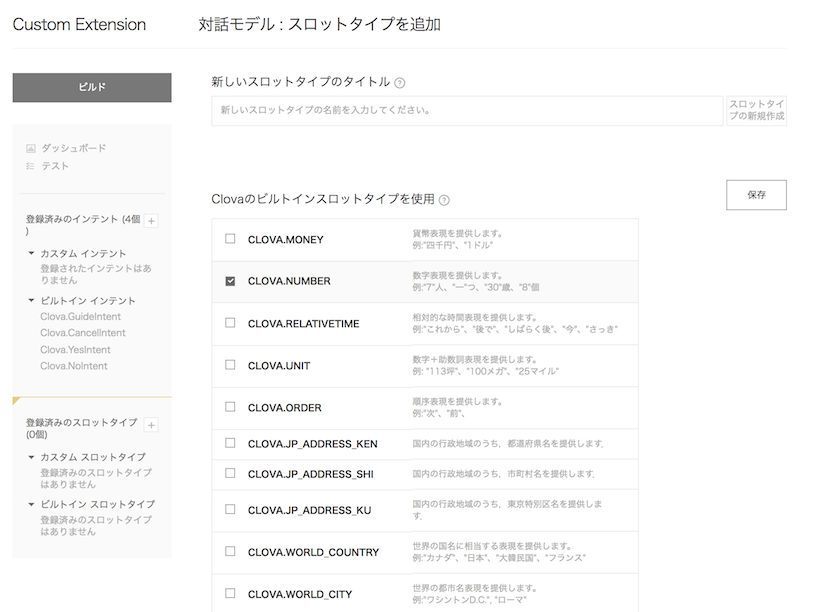 Custom Extension
対話モデル : スロットタイプを追加
ビルド
ダッシュボード
テスト
登録済みのインテント (4個
)
+
カスタム インテント
登録されたインテントはあ
りません
ビルトイン インテント
Clova.GuideIntent
Clova.CancelIntent
Clova.YesIntent
Clova.NoIntent
登録済みのスロットタイプ
(0個)
+
カスタム スロットタイプ
登録済みのスロットタイプ
はありません
ビルトイン スロットタイプ
登録済みのスロットタイプ
はありません
新しいスロットタイプのタイトル ?
新しいスロットタイプの名前を入力してください。
スロットタイ
プの新規作成
Clovaのビルトインスロットタイプを使用 ?
保存
CLOVA.MONEY
貨幣表現を提供します。
例:"四千円"、"1ドル"
CLOVA.NUMBER
数字表現を提供します。
例:"7"人、"一"つ、"30"歳、"8"個
CLOVA.RELATIVETIME
相対的な時間表現を提供します。
例:"これから"、"後で"、"しばらく後"、"今"、"さっき"
CLOVA.UNIT
数字＋助数詞表現を提供します。
例: "113坪"、"100メガ"、"25マイル"
CLOVA.ORDER
順序表現を提供します。
例:"次"、"前"、
CLOVA.JP_ADDRESS_KEN
国内の行政地域のうち、都道府県名を提供します.
CLOVA.JP_ADDRESS_SHI
国内の行政地域のうち、市町村名を提供します.
CLOVA.JP_ADDRESS_KU
国内の行政地域のうち、東京特別区名を提供しま
す.
CLOVA.WORLD_COUNTRY
世界の国名に相当する表現を提供します。
例:"カナダ"、"日本"、"大韓民国"、"フランス"
CLOVA.WORLD_CITY
世界の都市名表現を提供します。
例:"ワシントンD.C."、"ローマ"